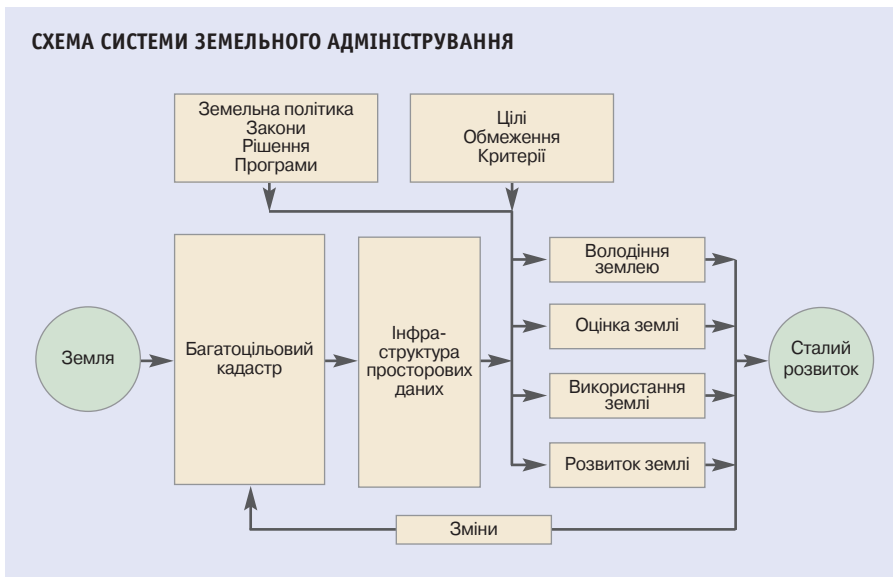 СХЕМА СИСТЕМИ ЗЕМЕЛЬНОГО АДМІНІСТРУВАННЯ
Земельна політика
Закони
Рішення
Програми
Цілі
Обмеження
Критерії
Земля
Багатоцільовий
кадастр
Інфра-
структура
просторових
даних
Володіння
землею
Оцінка землі
Використання
землі
Розвиток землі
Сталий
розвиток
Зміни